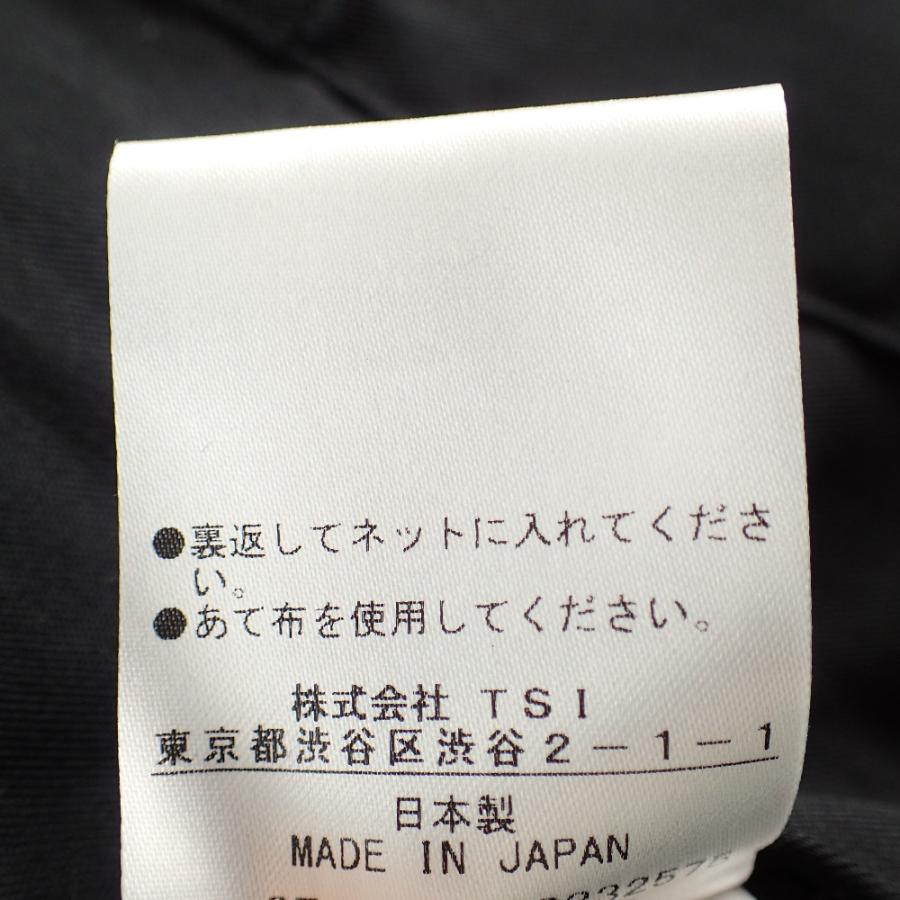 ●裏返してネットに入れてくださ
い。
●あて布を使用してください。
株式会社 TSI
東京都渋谷区渋谷2-1-1
日本製
MADE IN JAPAN